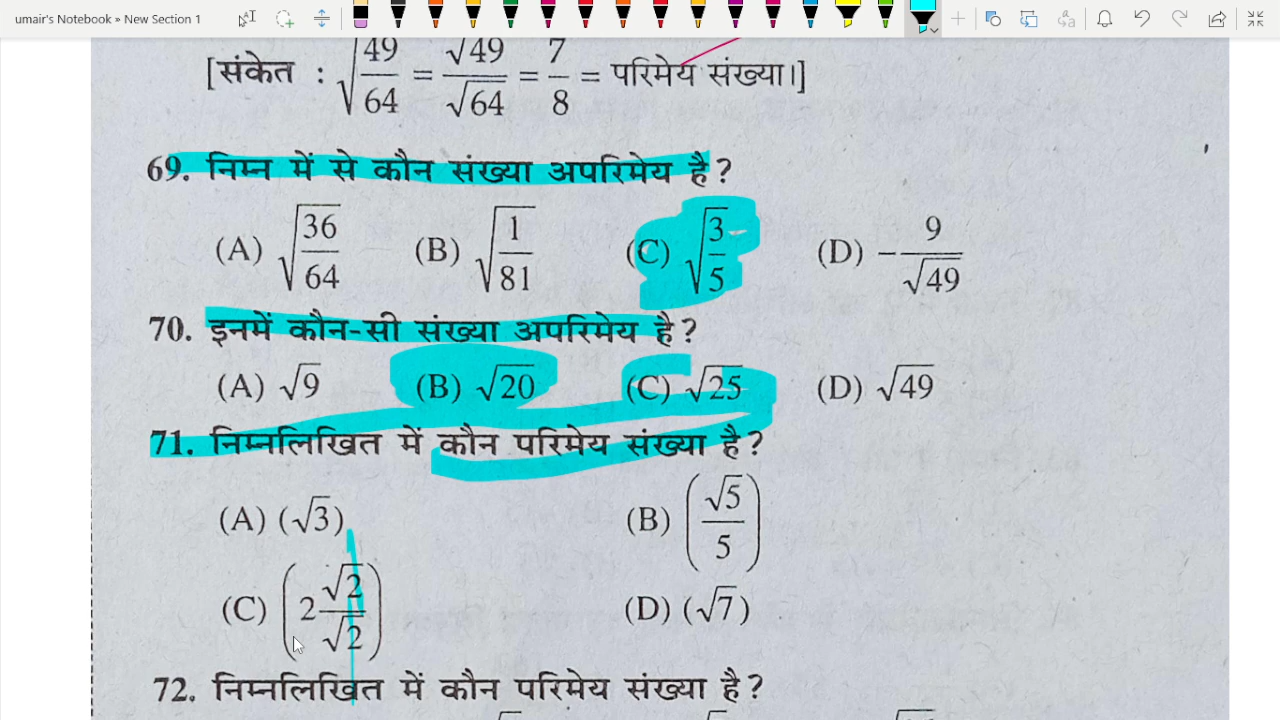 umair's Notebook » New Section 1
[संकेत : √49/64 = √49/√64 = 7/8 = परिमेय संख्या।]
69. निम्न में से कौन संख्या अपरिमेय है?
(A) √36/64 (B) √1/81 (C) √3/5 (D) −9/√49
70. इनमें कौन-सी संख्या अपरिमेय है?
(A) √9 (B) √20 (C) √25 (D) √49
71. निम्नलिखित में कौन परिमेय संख्या है?
(A) (√3) (B) (√5/5)
(C) (2√2/√2) (D) (√7)
72. निम्नलिखित में कौन परिमेय संख्या है?